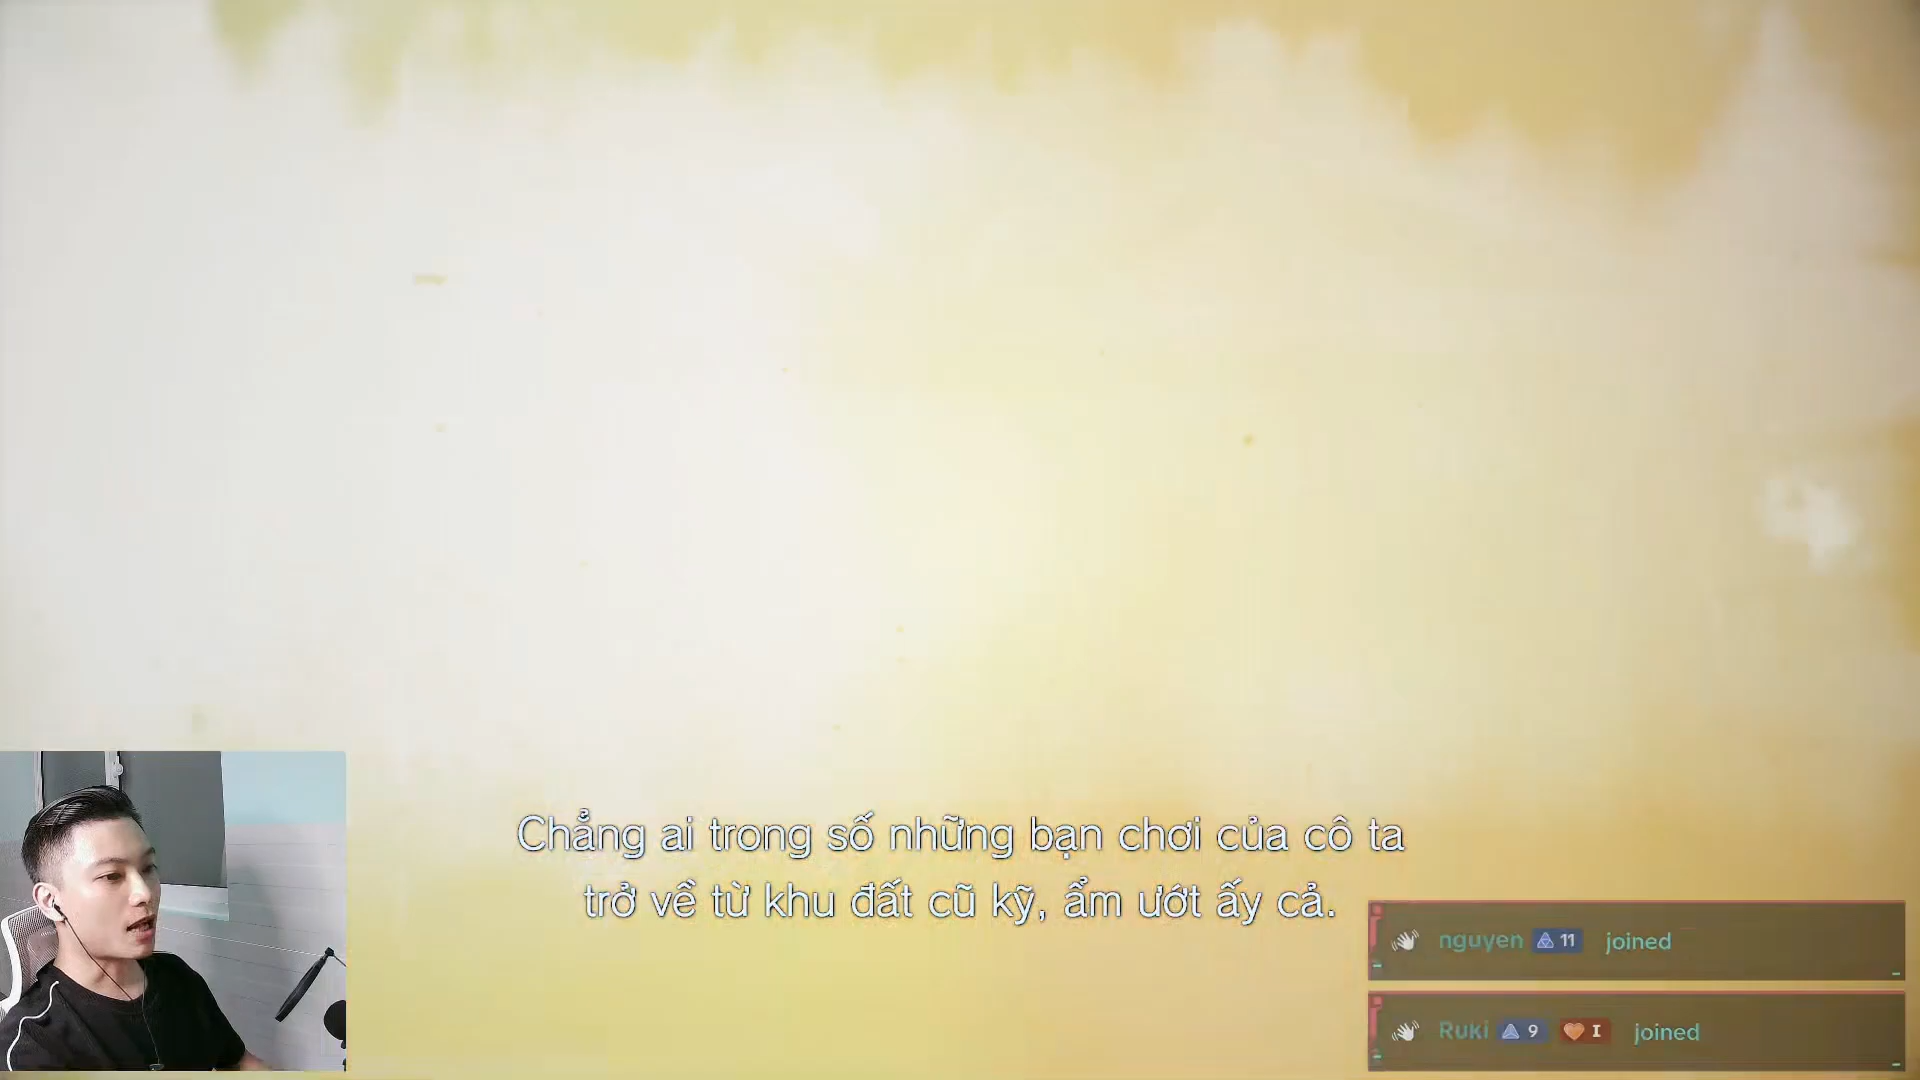 Chẳng ai trong số những bạn chơi của cô ta
trở về từ khu đất cũ kỹ, ẩm ướt ấy cả.
nguyen 11 joined
Ruki 9 I joined